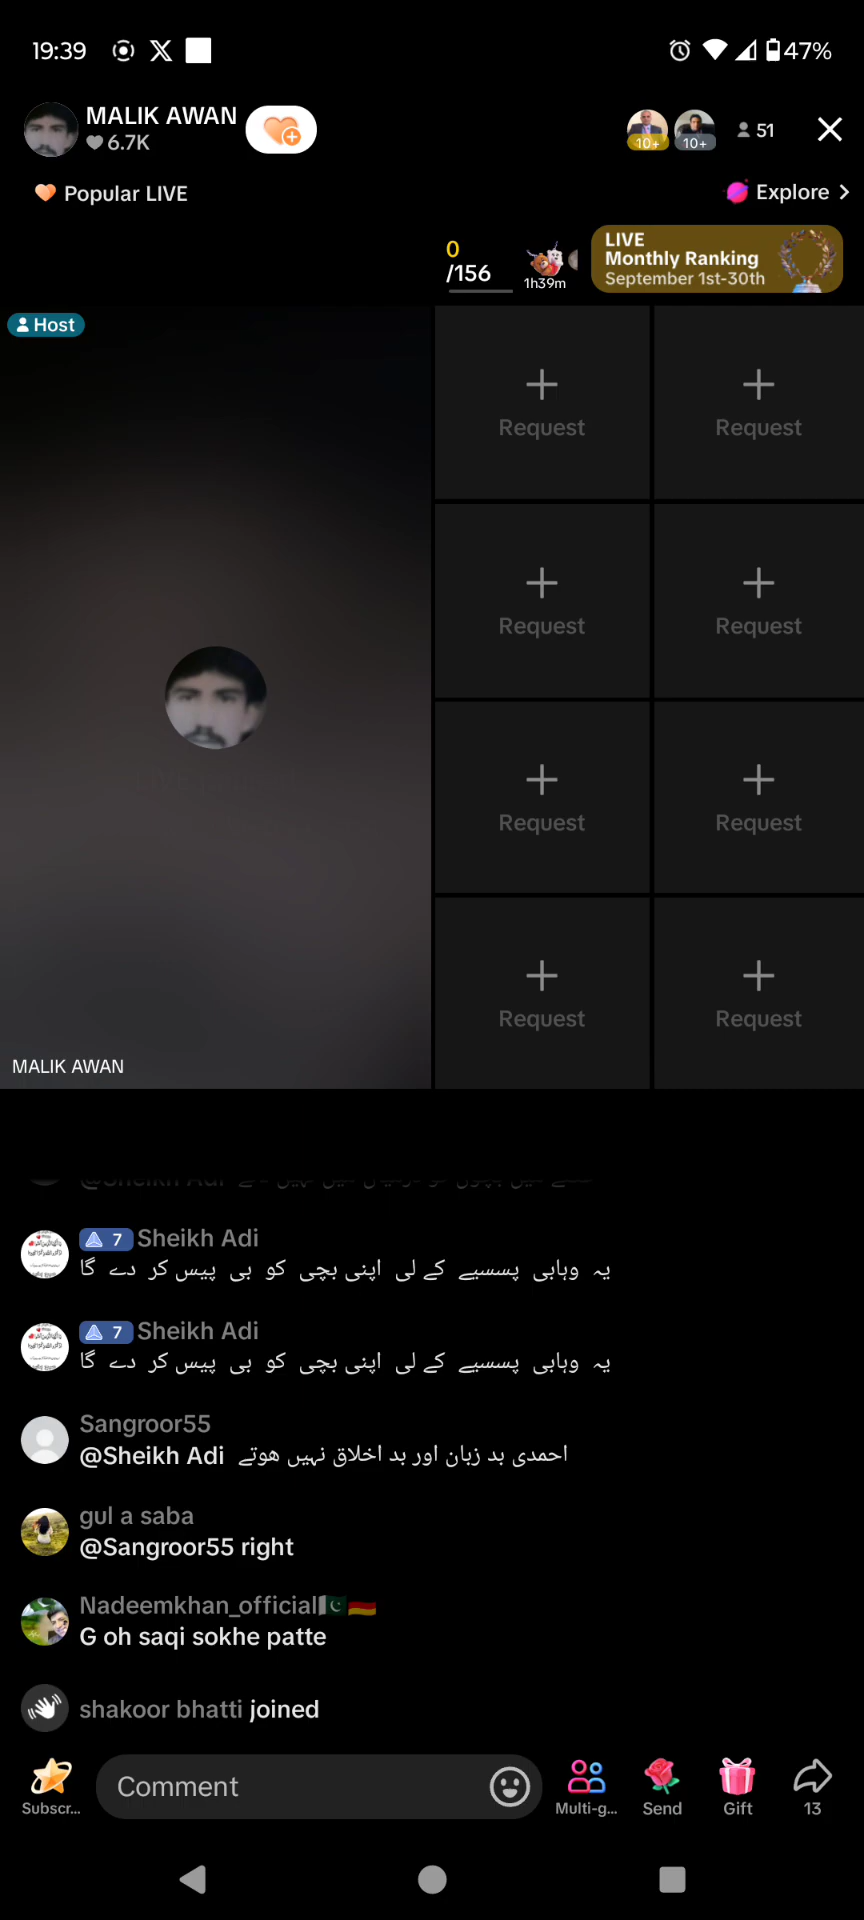 19:39
47%
MALIK AWAN
6.7K
10+
10+
51
Popular LIVE
Explore
0
/156
1h39m
LIVE
Monthly Ranking
September 1st-30th
Host
Request
Request
Request
Request
Request
Request
Request
Request
MALIK AWAN
@Sheikh Adi
7 Sheikh Adi
یہ وہابی پسسیے کے لی اپنی بچی کو بی پیس کر دے گا
7 Sheikh Adi
یہ وہابی پسسیے کے لی اپنی بچی کو بی پیس کر دے گا
Sangroor55
@Sheikh Adi احمدی بد زبان اور بد اخلاق نہیں ھوتے
gul a saba
@Sangroor55 right
Nadeemkhan_official🇵🇰🇩🇪
G oh saqi sokhe patte
shakoor bhatti joined
Subscr...
Comment
Multi-g...
Send
Gift
13